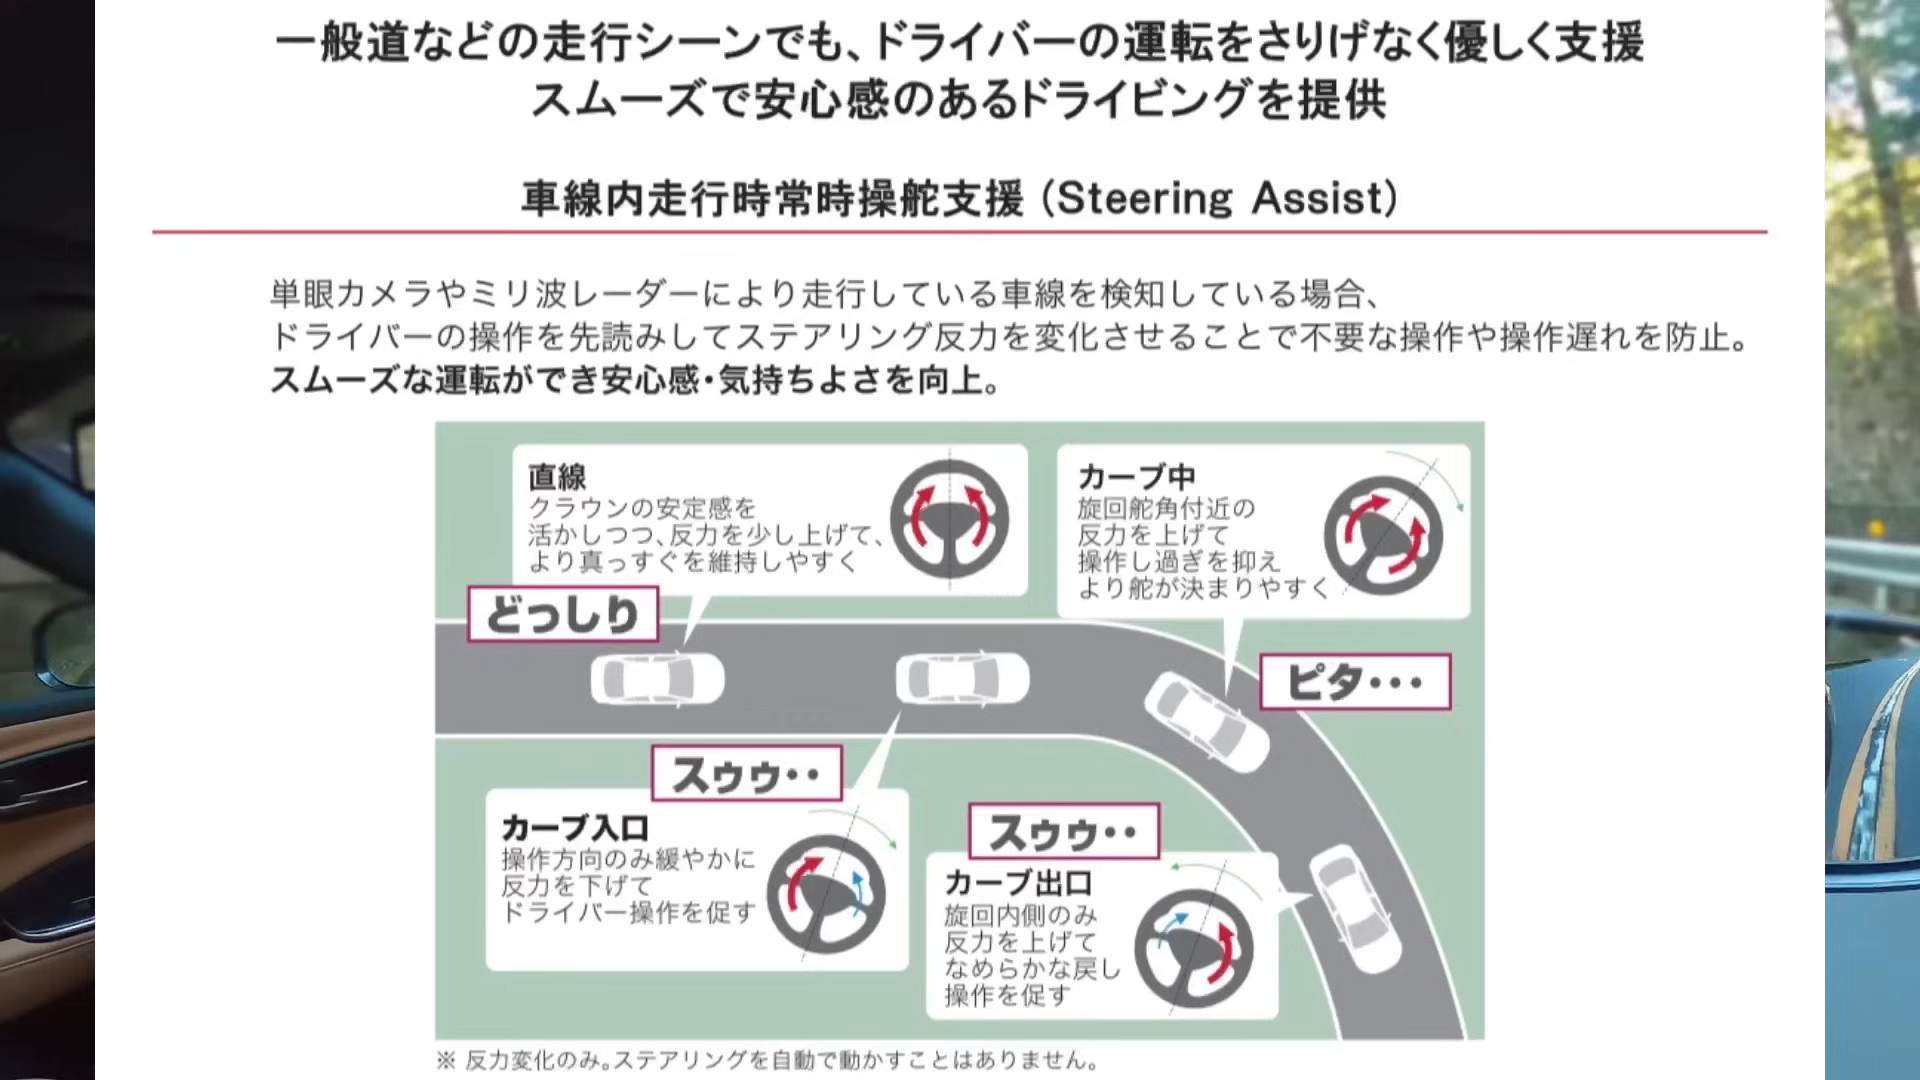 一般道などの走行シーンでも、ドライバーの運転をさりげなく優しく支援
スムーズで安心感のあるドライビングを提供
車線内走行時常時操舵支援 (Steering Assist)
単眼カメラやミリ波レーダーにより走行している車線を検知している場合、
ドライバーの操作を先読みしてステアリング反力を変化させることで不要な操作や操作遅れを防止。
スムーズな運転ができ安心感・気持ちよさを向上。
直線
クラウンの安定感を
活かしつつ、反力を少し上げて、
より真っすぐを維持しやすく
どっしり
カーブ中
旋回舵角付近の
反力を上げて
操作し過ぎを抑え
より舵が決まりやすく
ピタ・・・
スゥゥ・・
カーブ入口
操作方向のみ緩やかに
反力を下げて
ドライバー操作を促す
スゥゥ・・
カーブ出口
旋回内側のみ
反力を上げて
なめらかな戻し
操作を促す
※ 反力変化のみ。ステアリングを自動で動かすことはありません。